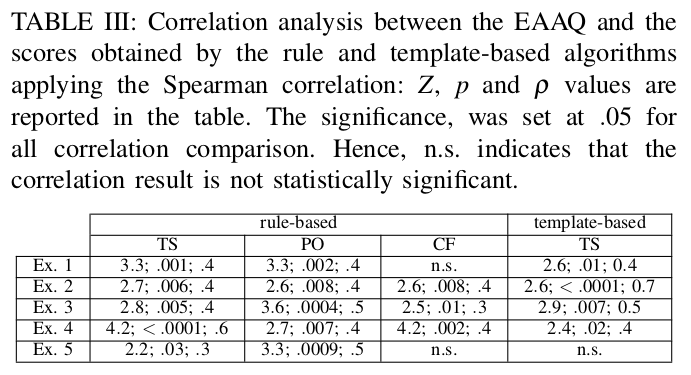 TABLE III: Correlation analysis between the EAAQ and the
scores obtained by the rule and template-based algorithms
applying the Spearman correlation: Z, p and ρ values are
reported in the table. The significance, was set at .05 for
all correlation comparison. Hence, n.s. indicates that the
correlation result is not statistically significant.
rule-based template-based
TS PO CF TS
Ex. 1 3.3; .001; .4 3.3; .002; .4 n.s. 2.6; .01; 0.4
Ex. 2 2.7; .006; .4 2.6; .008; .4 2.6; .008; .4 2.6; < .0001; 0.7
Ex. 3 2.8; .005; .4 3.6; .0004; .5 2.5; .01; .3 2.9; .007; 0.5
Ex. 4 4.2; < .0001; .6 2.7; .007; .4 4.2; .002; .4 2.4; .02; .4
Ex. 5 2.2; .03; .3 3.3; .0009; .5 n.s. n.s.